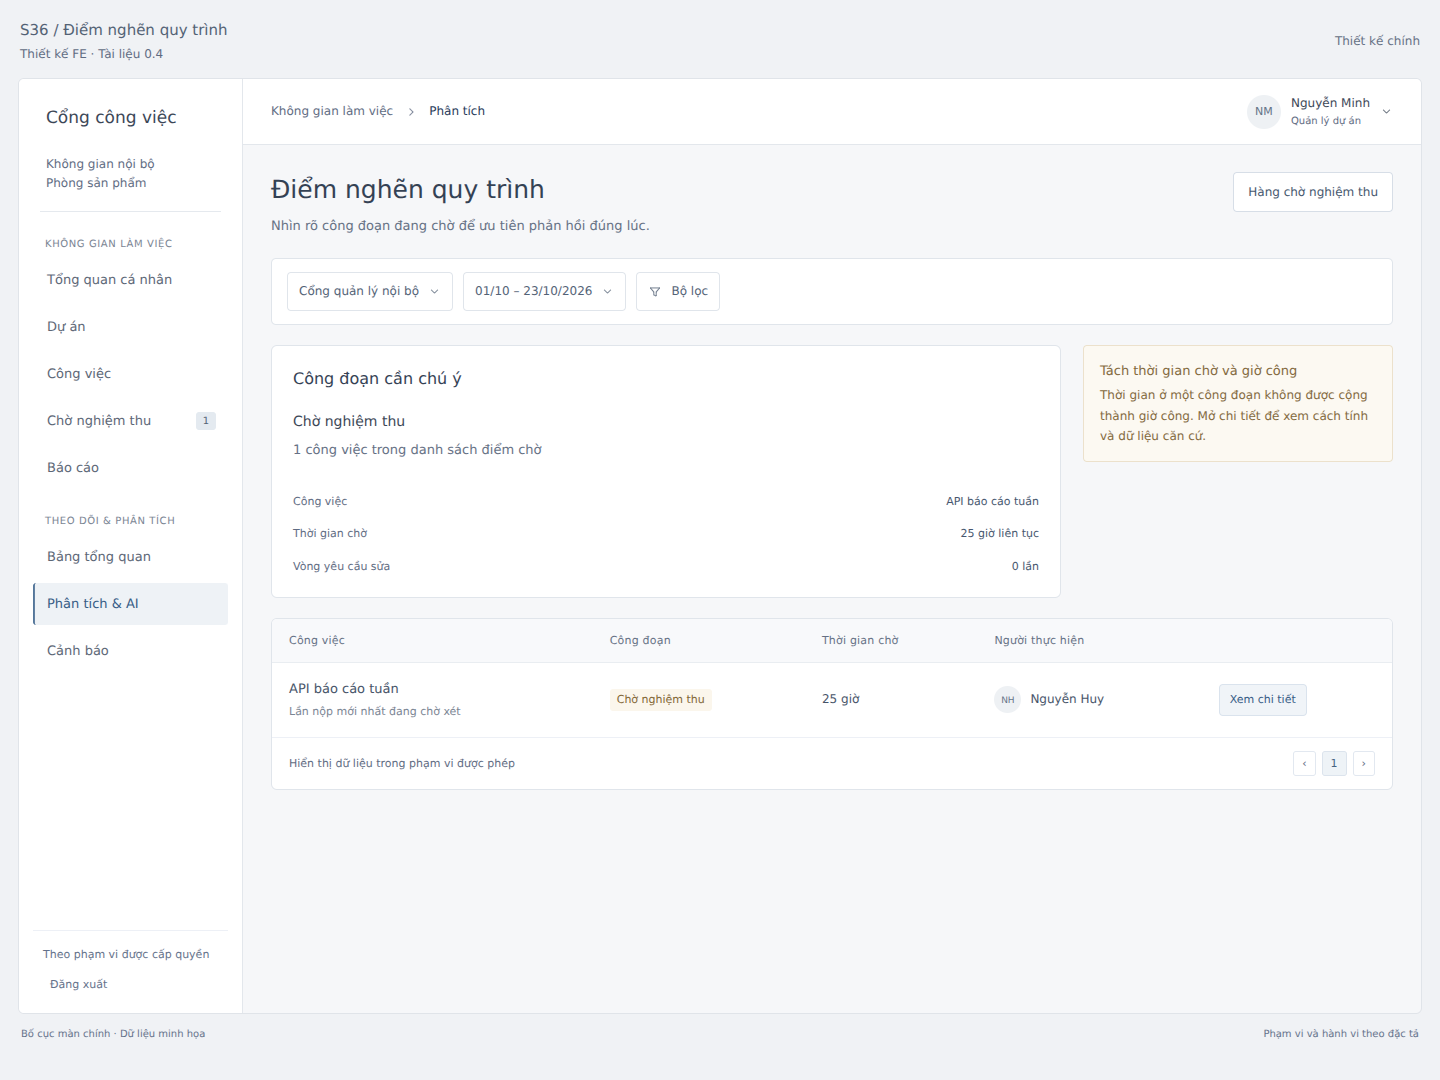 S36 / Điểm nghẽn quy trình
Thiết kế FE · Tài liệu 0.4
Thiết kế chính
Cổng công việc
Không gian nội bộ
Phòng sản phẩm
KHÔNG GIAN LÀM VIỆC
Tổng quan cá nhân
Dự án
Công việc
Chờ nghiệm thu 1
Báo cáo
THEO DÕI & PHÂN TÍCH
Bảng tổng quan
Phân tích & AI
Cảnh báo
Theo phạm vi được cấp quyền
Đăng xuất
Không gian làm việc › Phân tích
NM
Nguyễn Minh
Quản lý dự án
Điểm nghẽn quy trình
Nhìn rõ công đoạn đang chờ để ưu tiên phản hồi đúng lúc.
Hàng chờ nghiệm thu
Cổng quản lý nội bộ
01/10 – 23/10/2026
Bộ lọc
Công đoạn cần chú ý
Chờ nghiệm thu
1 công việc trong danh sách điểm chờ
Công việc API báo cáo tuần
Thời gian chờ 25 giờ liên tục
Vòng yêu cầu sửa 0 lần
Tách thời gian chờ và giờ công
Thời gian ở một công đoạn không được cộng
thành giờ công. Mở chi tiết để xem cách tính
và dữ liệu căn cứ.
Công việc Công đoạn Thời gian chờ Người thực hiện
API báo cáo tuần
Lần nộp mới nhất đang chờ xét
Chờ nghiệm thu
25 giờ
NH Nguyễn Huy
Xem chi tiết
Hiển thị dữ liệu trong phạm vi được phép
‹ 1 ›
Bố cục màn chính · Dữ liệu minh họa
Phạm vi và hành vi theo đặc tả